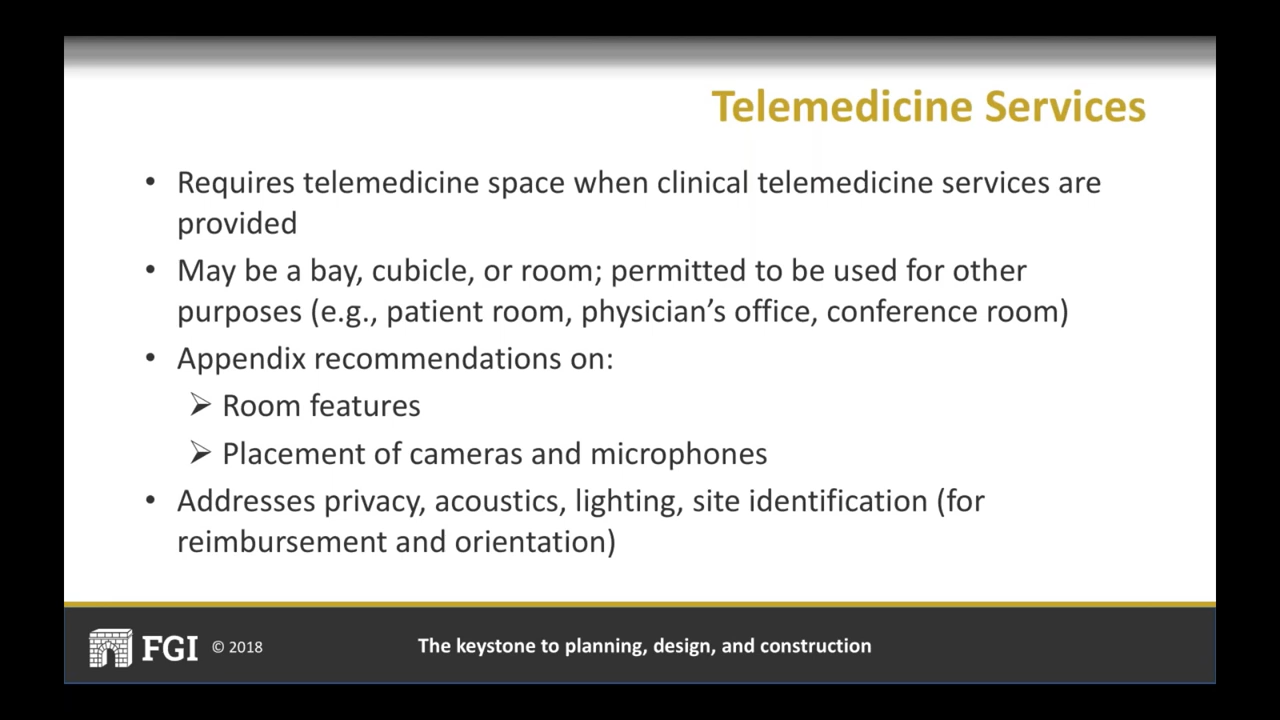 Telemedicine Services
• Requires telemedicine space when clinical telemedicine services are
provided
• May be a bay, cubicle, or room; permitted to be used for other
purposes (e.g., patient room, physician’s office, conference room)
• Appendix recommendations on:
➢ Room features
➢ Placement of cameras and microphones
• Addresses privacy, acoustics, lighting, site identification (for
reimbursement and orientation)
FGI © 2018 The keystone to planning, design, and construction